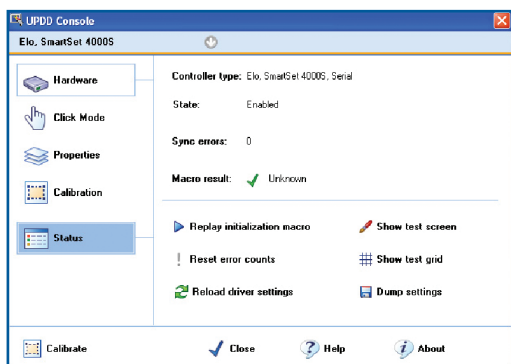 UPDD Console
Elo, SmartSet 4000S
Hardware
Click Mode
Properties
Calibration
Status
Controller type: Elo, SmartSet 4000S, Serial
State: Enabled
Sync errors: 0
Macro result: Unknown
Replay initialization macro Show test screen
Reset error counts Show test grid
Reload driver settings Dump settings
Calibrate Close Help About